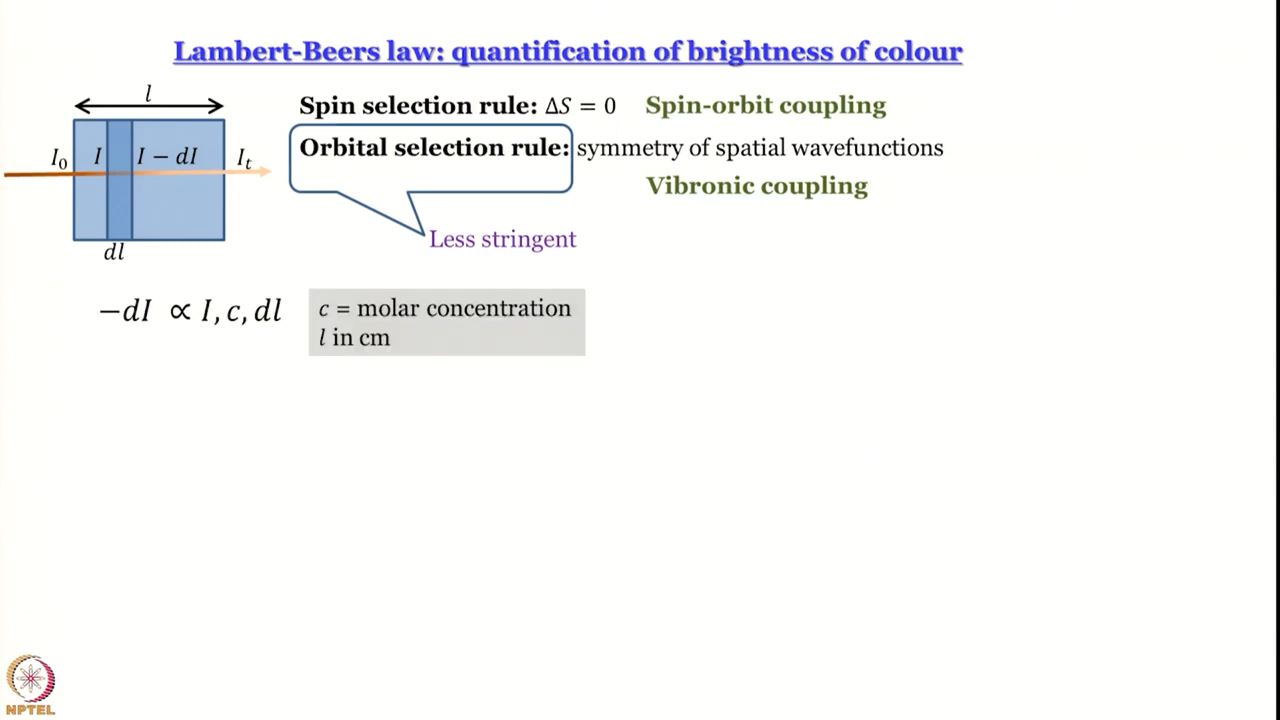 Lambert-Beers law: quantification of brightness of colour
l
I₀ I I − dI Iₜ
dl
Spin selection rule: ΔS = 0 Spin-orbit coupling
Orbital selection rule: symmetry of spatial wavefunctions
Vibronic coupling
Less stringent
−dI ∝ I, c, dl
c = molar concentration
l in cm
NPTEL